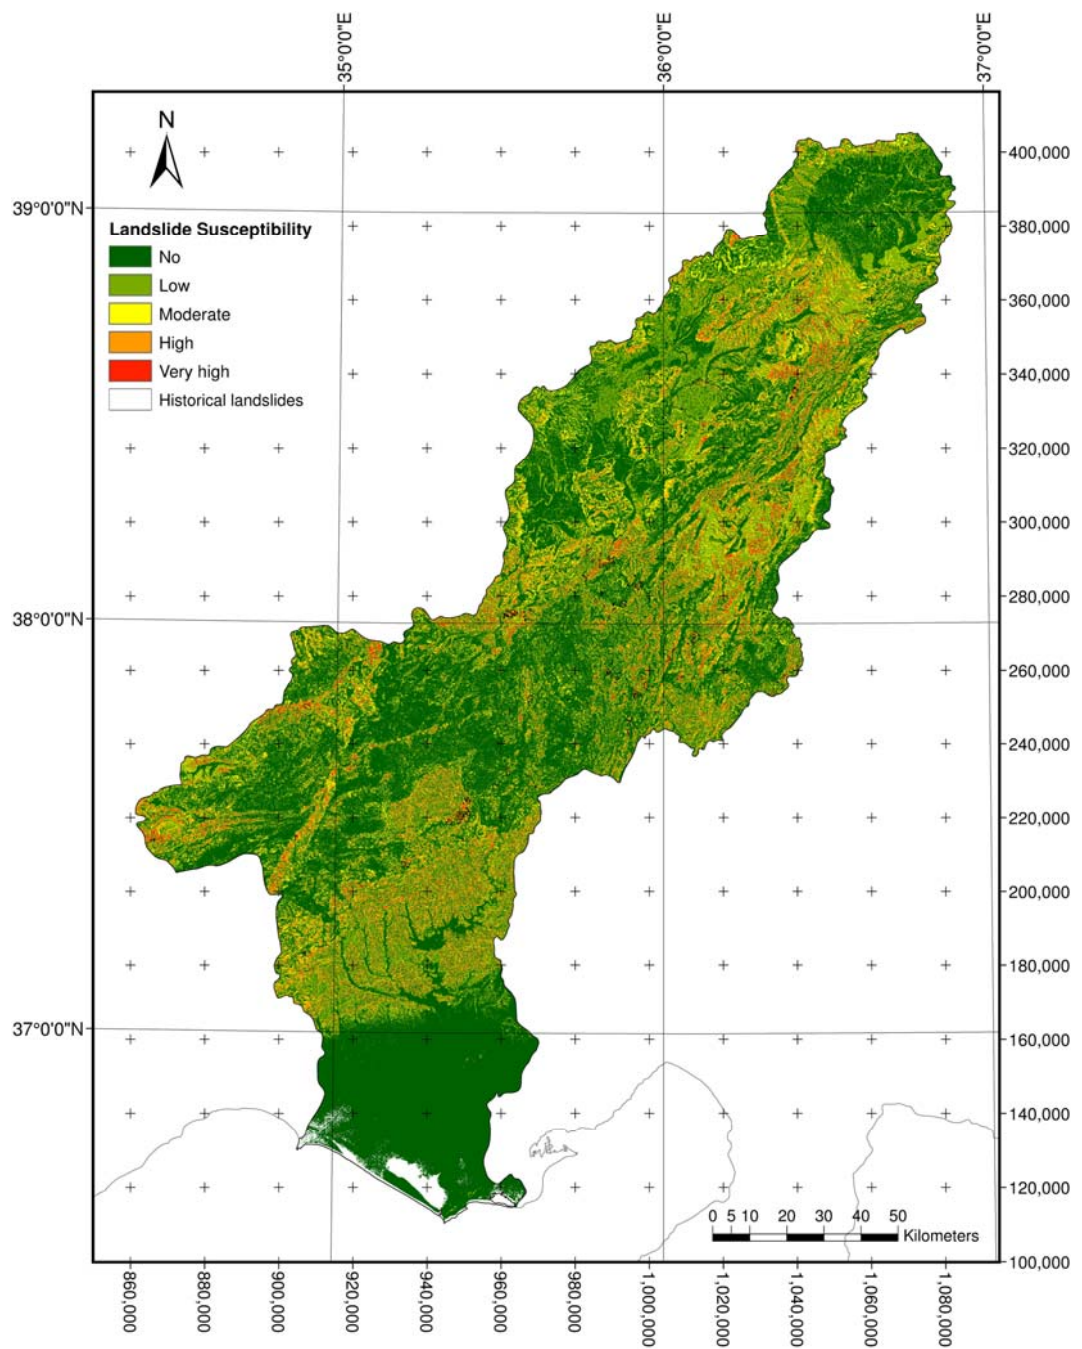 35°0'0"E
36°0'0"E
37°0'0"E
N
400,000
39°0'0"N
380,000
Landslide Susceptibility
No
Low
Moderate
High
Very high
Historical landslides
360,000
340,000
320,000
300,000
280,000
38°0'0"N
260,000
240,000
220,000
200,000
180,000
37°0'0"N
160,000
140,000
120,000
0 5 10 20 30 40 50
Kilometers
100,000
860,000
880,000
900,000
920,000
940,000
960,000
980,000
1,000,000
1,020,000
1,040,000
1,060,000
1,080,000